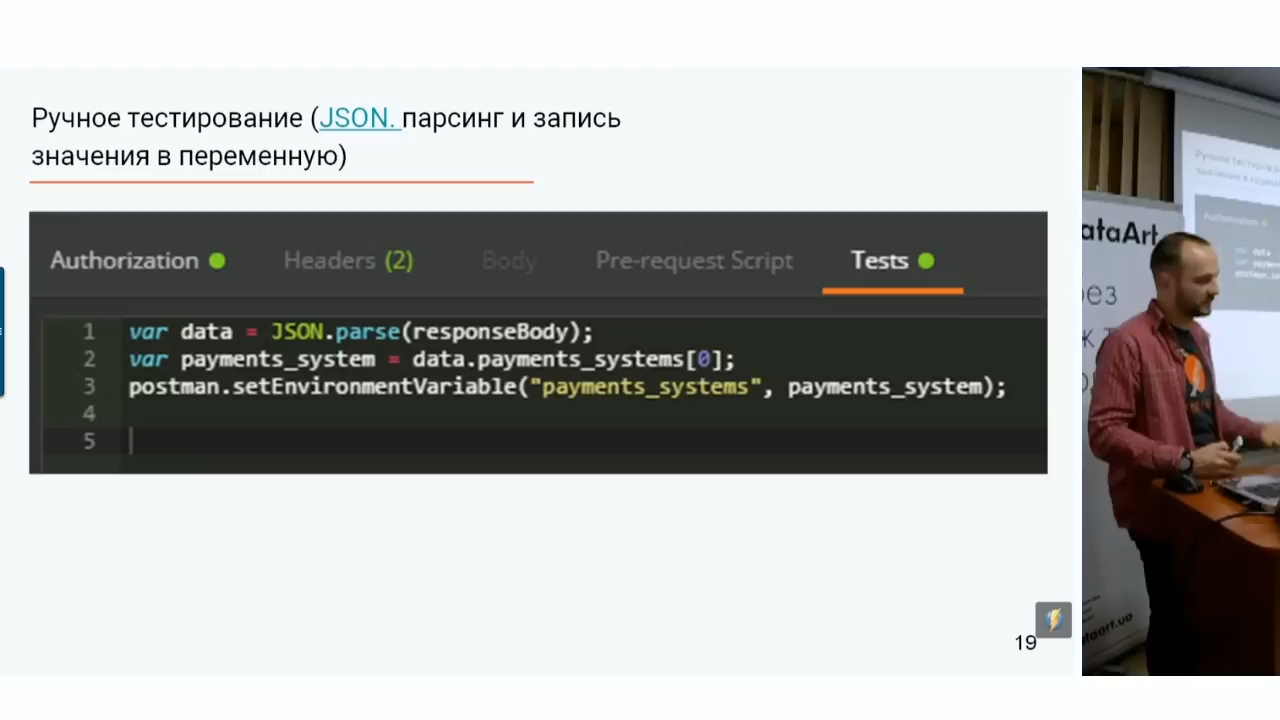 Ручное тестирование (JSON. парсинг и запись
значения в переменную)
Authorization Headers (2) Body Pre-request Script Tests
1 var data = JSON.parse(responseBody);
2 var payments_system = data.payments_systems[0];
3 postman.setEnvironmentVariable("payments_systems", payments_system);
4
5
19
ataArt